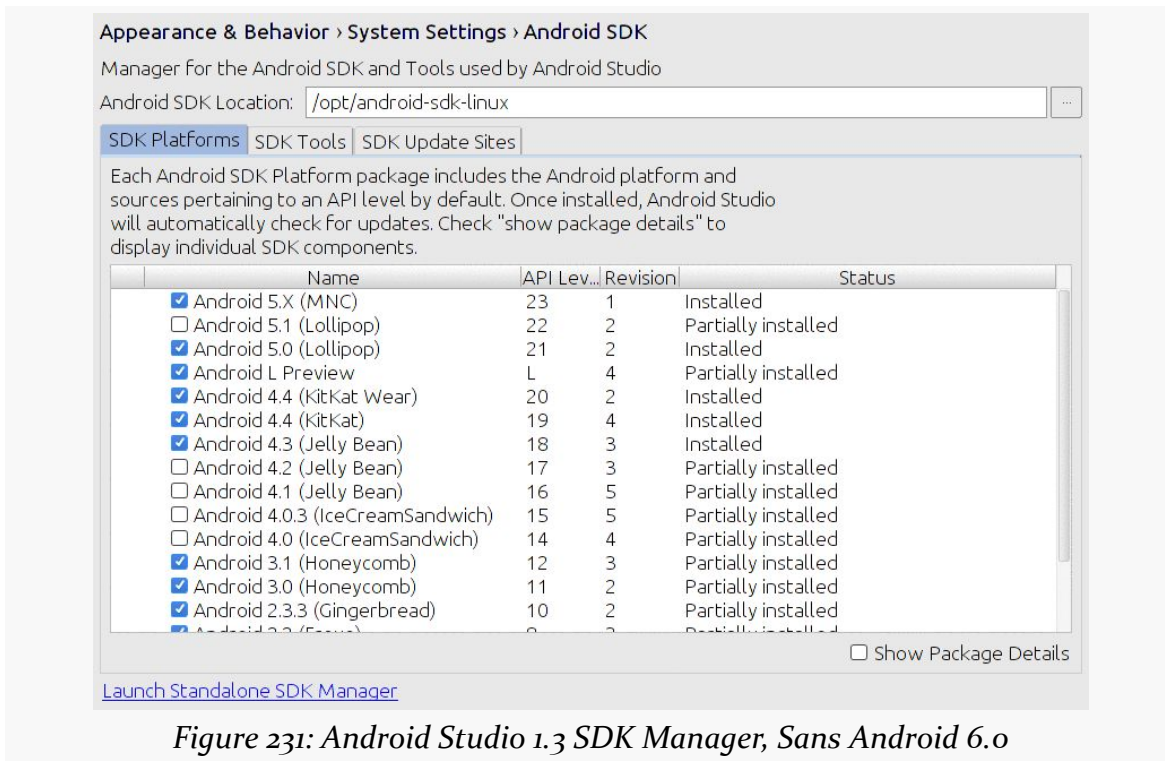 Appearance & Behavior › System Settings › Android SDK
Manager for the Android SDK and Tools used by Android Studio
Android SDK Location: /opt/android-sdk-linux ...
SDK Platforms SDK Tools SDK Update Sites
Each Android SDK Platform package includes the Android platform and
sources pertaining to an API level by default. Once installed, Android Studio
will automatically check for updates. Check "show package details" to
display individual SDK components.
Name API Lev... Revision Status
Android 5.X (MNC) 23 1 Installed
Android 5.1 (Lollipop) 22 2 Partially installed
Android 5.0 (Lollipop) 21 2 Installed
Android L Preview L 4 Partially installed
Android 4.4 (KitKat Wear) 20 2 Installed
Android 4.4 (KitKat) 19 4 Installed
Android 4.3 (Jelly Bean) 18 3 Installed
Android 4.2 (Jelly Bean) 17 3 Partially installed
Android 4.1 (Jelly Bean) 16 5 Partially installed
Android 4.0.3 (IceCreamSandwich) 15 5 Partially installed
Android 4.0 (IceCreamSandwich) 14 4 Partially installed
Android 3.1 (Honeycomb) 12 3 Partially installed
Android 3.0 (Honeycomb) 11 2 Partially installed
Android 2.3.3 (Gingerbread) 10 2 Partially installed
Show Package Details
Launch Standalone SDK Manager
Figure 231: Android Studio 1.3 SDK Manager, Sans Android 6.0